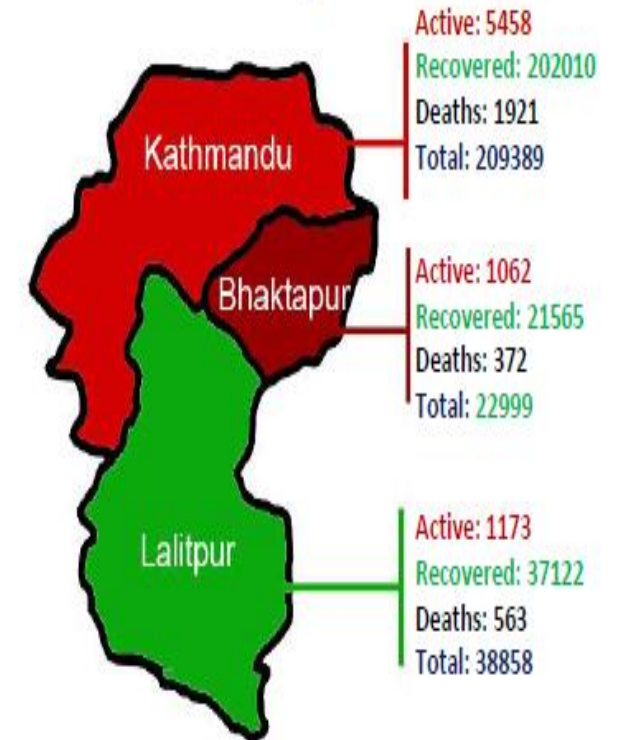 Active: 5458
Recovered: 202010
Deaths: 1921
Total: 209389
Kathmandu
Bhaktapur
Active: 1062
Recovered: 21565
Deaths: 372
Total: 22999
Lalitpur
Active: 1173
Recovered: 37122
Deaths: 563
Total: 38858